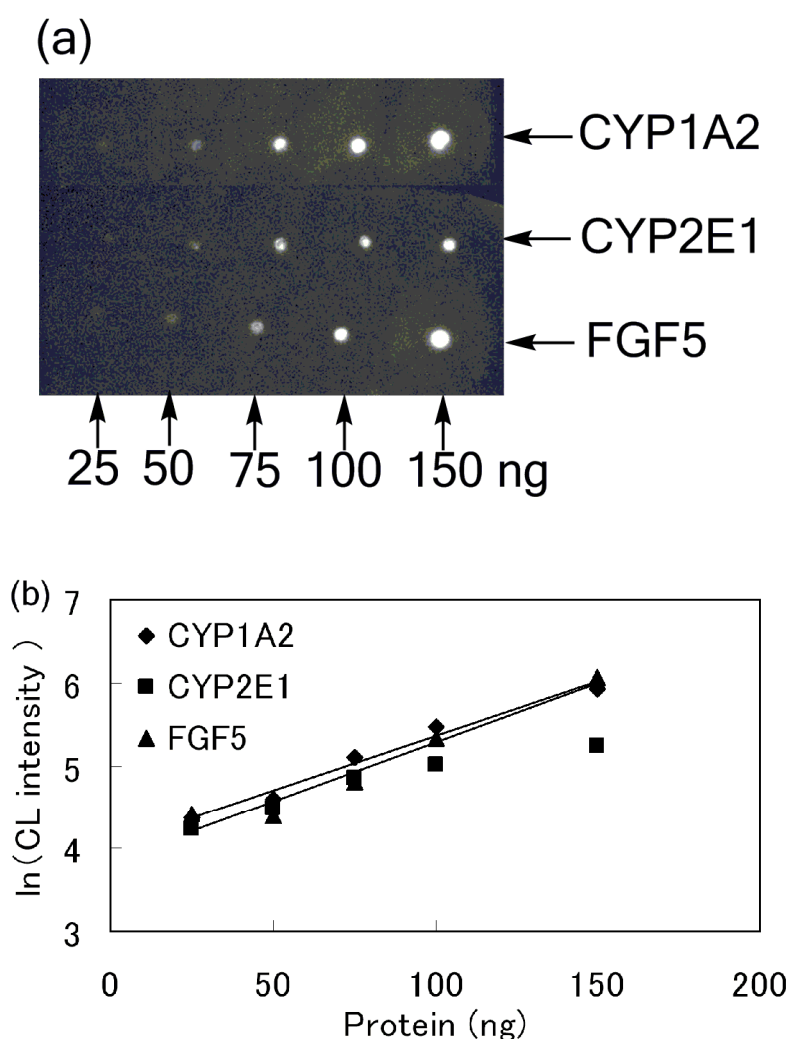 (a)
CYP1A2
CYP2E1
FGF5
25 50 75 100 150 ng
(b)
7
6
5
4
3
ln(CL intensity)
CYP1A2
CYP2E1
FGF5
0 50 100 150 200
Protein (ng)